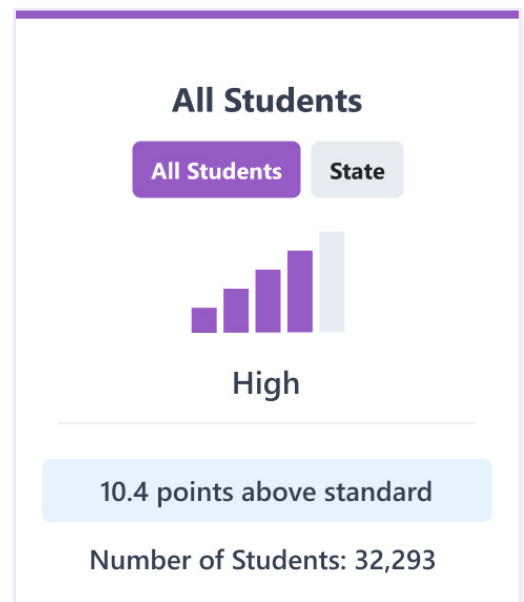 All Students
All Students State
High
10.4 points above standard
Number of Students: 32,293